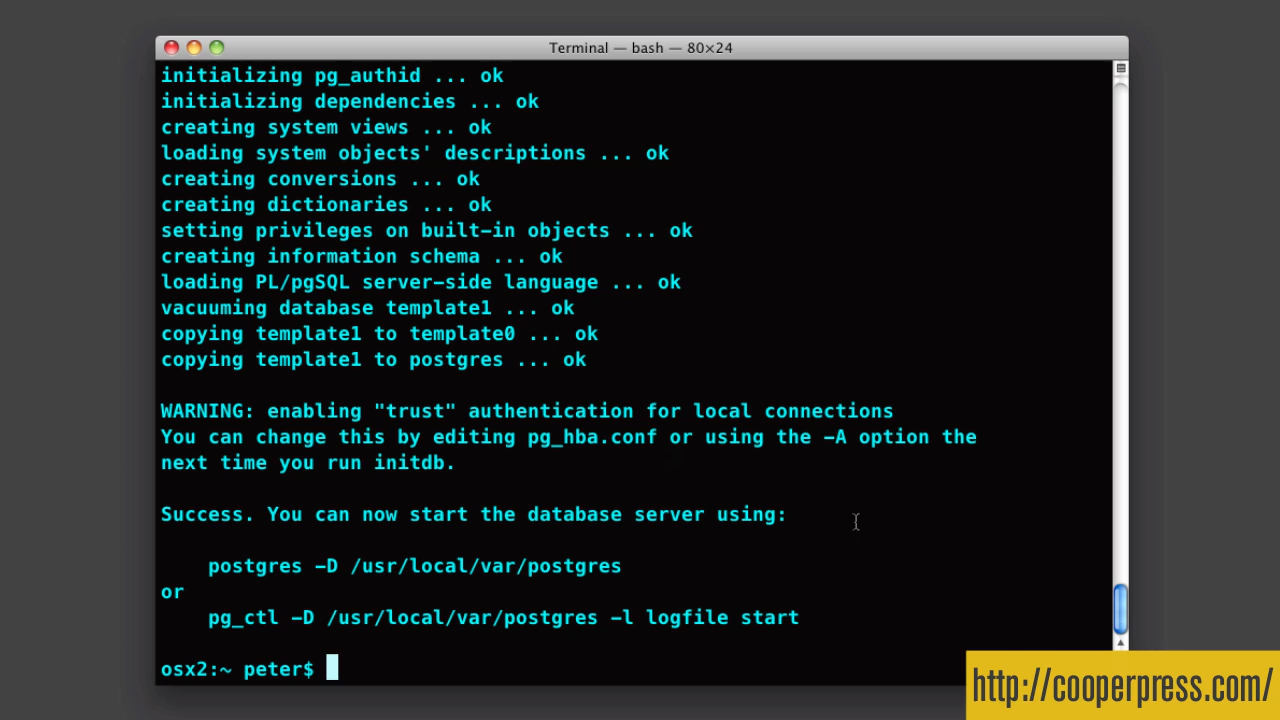 Terminal — bash — 80×24
initializing pg_authid ... ok
initializing dependencies ... ok
creating system views ... ok
loading system objects' descriptions ... ok
creating conversions ... ok
creating dictionaries ... ok
setting privileges on built-in objects ... ok
creating information schema ... ok
loading PL/pgSQL server-side language ... ok
vacuuming database template1 ... ok
copying template1 to template0 ... ok
copying template1 to postgres ... ok
WARNING: enabling "trust" authentication for local connections
You can change this by editing pg_hba.conf or using the -A option the
next time you run initdb.
Success. You can now start the database server using:
postgres -D /usr/local/var/postgres
or
pg_ctl -D /usr/local/var/postgres -l logfile start
osx2:~ peter$
http://cooperpress.com/